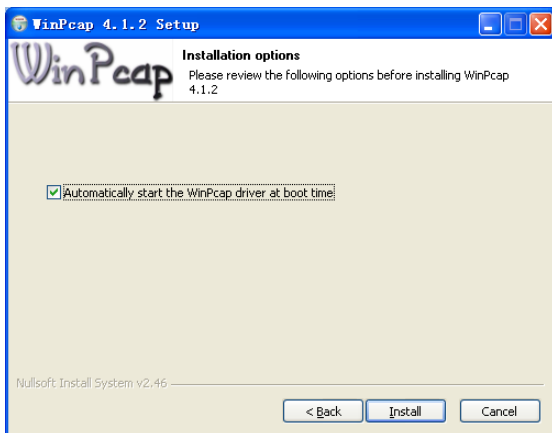 WinPcap 4.1.2 Setup
WinPcap
Installation options
Please review the following options before installing WinPcap
4.1.2
Automatically start the WinPcap driver at boot time
Nullsoft Install System v2.46
< Back
Install
Cancel